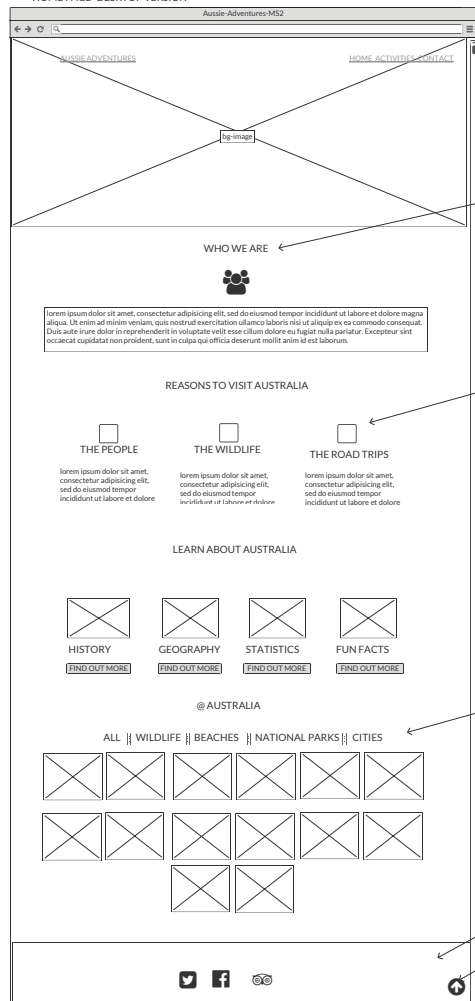 Aussie-Adventures-MS2
AUSSIE ADVENTURES
HOME ACTIVITIES CONTACT
bg-image
WHO WE ARE
lorem ipsum dolor sit amet, consectetur adipisicing elit, sed do eiusmod tempor incididunt ut labore et dolore magna
aliqua. Ut enim ad minim veniam, quis nostrud exercitation ullamco laboris nisi ut aliquip ex ea commodo consequat.
Duis aute irure dolor in reprehenderit in voluptate velit esse cillum dolore eu fugiat nulla pariatur. Excepteur sint
occaecat cupidatat non proident, sunt in culpa qui officia deserunt mollit anim id est laborum.
REASONS TO VISIT AUSTRALIA
THE PEOPLE
lorem ipsum dolor sit amet,
consectetur adipisicing elit,
sed do eiusmod tempor
incididunt ut labore et dolore
THE WILDLIFE
lorem ipsum dolor sit amet,
consectetur adipisicing elit,
sed do eiusmod tempor
incididunt ut labore et dolore
THE ROAD TRIPS
lorem ipsum dolor sit amet,
consectetur adipisicing elit,
sed do eiusmod tempor
incididunt ut labore et dolore
LEARN ABOUT AUSTRALIA
HISTORY GEOGRAPHY STATISTICS FUN FACTS
FIND OUT MORE FIND OUT MORE FIND OUT MORE FIND OUT MORE
@ AUSTRALIA
ALL WILDLIFE BEACHES NATIONAL PARKS CITIES